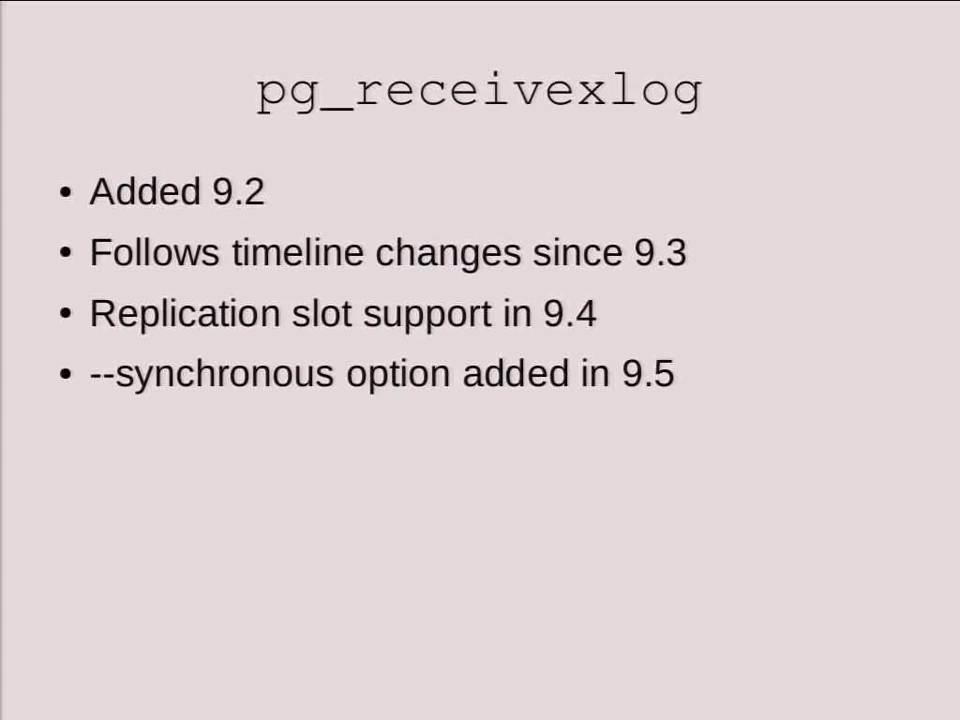 pg_receivexlog
• Added 9.2
• Follows timeline changes since 9.3
• Replication slot support in 9.4
• --synchronous option added in 9.5